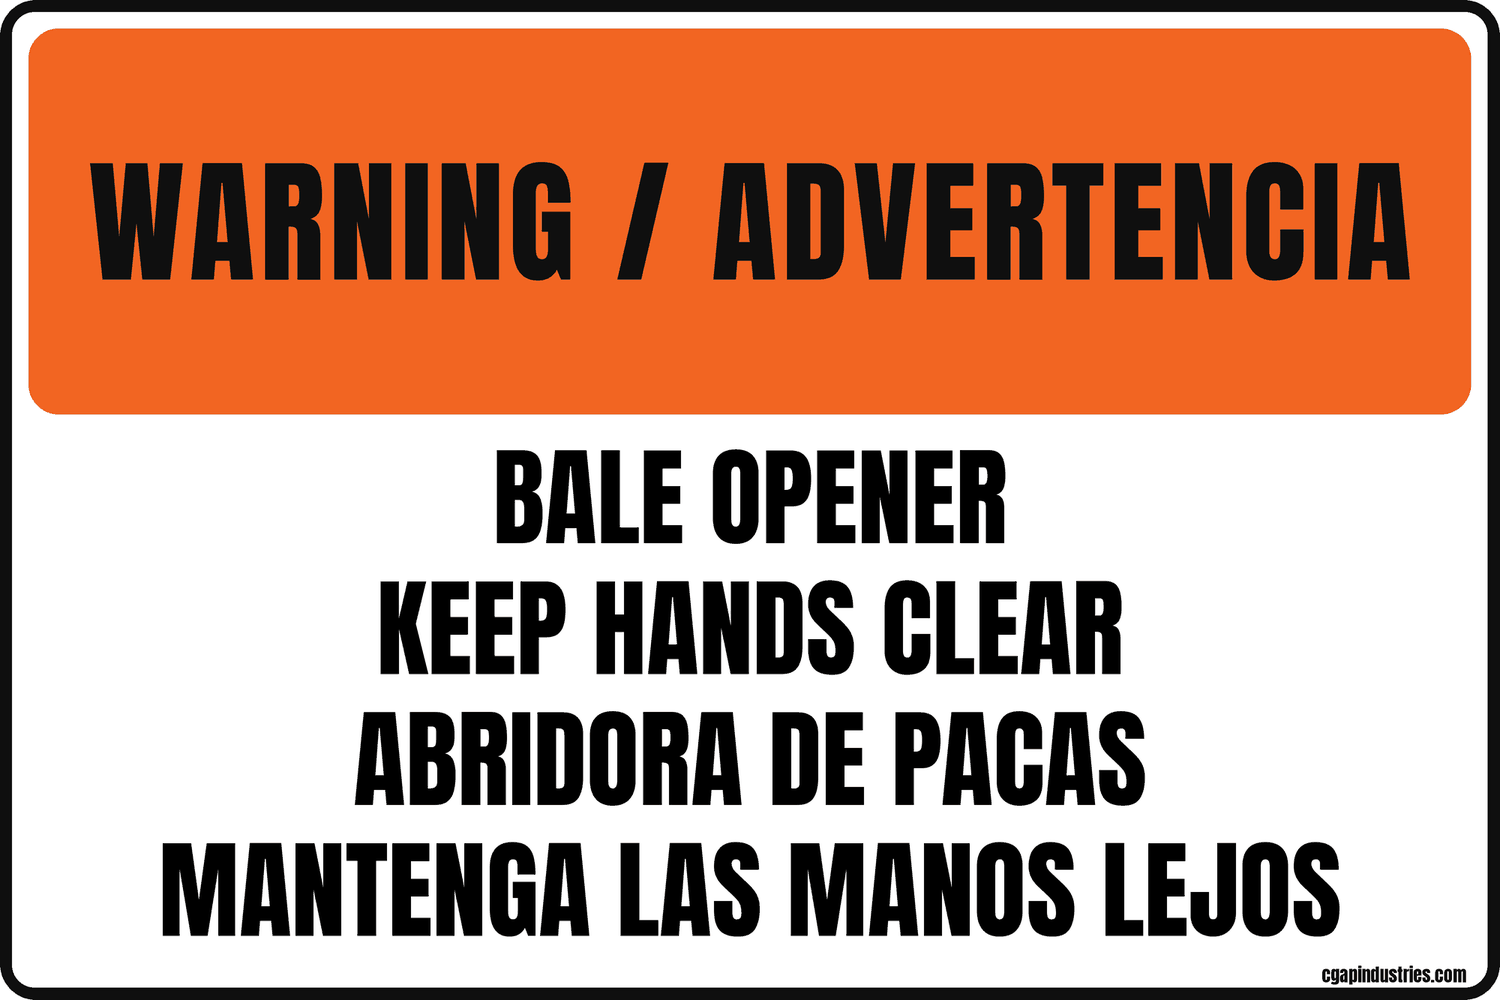 WARNING / ADVERTENCIA
BALE OPENER
KEEP HANDS CLEAR
ABRIDORA DE PACAS
MANTENGA LAS MANOS LEJOS
cgapindustries.com